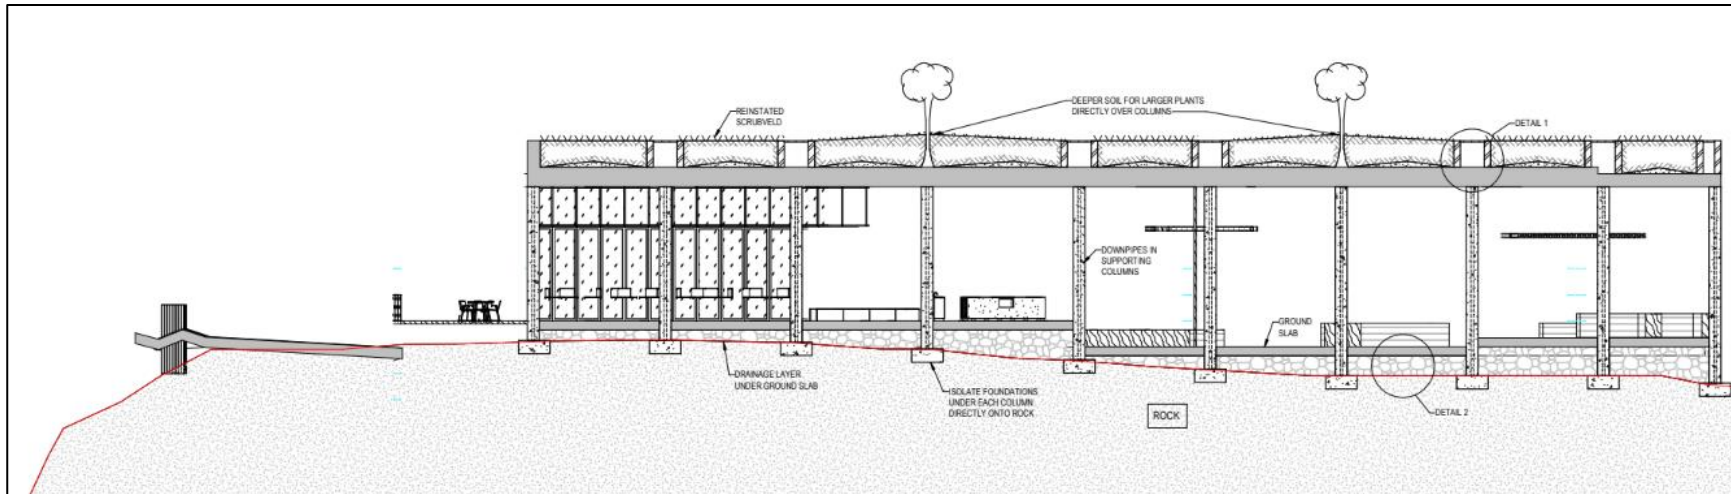 REINSTATED
SCRUBVELD
DEEPER SOIL FOR LARGER PLANTS
DIRECTLY OVER COLUMNS
DETAIL 1
DOWNPIPES IN
SUPPORTING
COLUMNS
GROUND
SLAB
DRAINAGE LAYER
UNDER GROUND SLAB
ISOLATE FOUNDATIONS
UNDER EACH COLUMN
DIRECTLY ONTO ROCK
ROCK
DETAIL 2